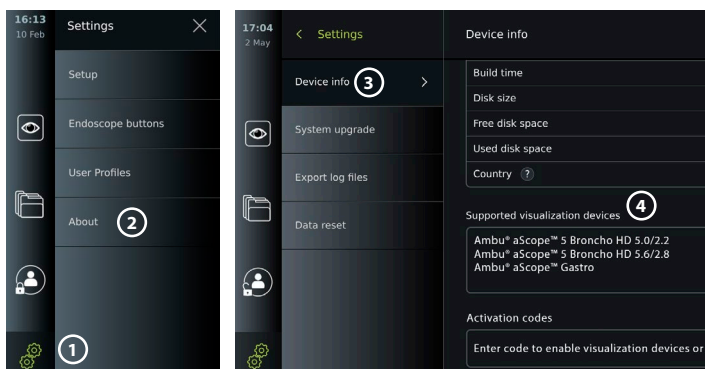 16:13
10 Feb
Settings
Setup
Endoscope buttons
User Profiles
About
2
1
17:04
2 May
Settings
Device info
3
System upgrade
Export log files
Data reset
Device info
Build time
Disk size
Free disk space
Used disk space
Country ?
Supported visualization devices
4
Ambu® aScope™ 5 Broncho HD 5.0/2.2
Ambu® aScope™ 5 Broncho HD 5.6/2.8
Ambu® aScope™ Gastro
Activation codes
Enter code to enable visualization devices or